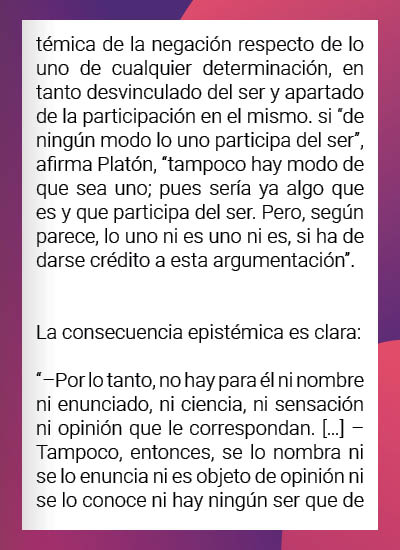 témica de la negación respecto de lo
uno de cualquier determinación, en
tanto desvinculado del ser y apartado
de la participación en el mismo. si “de
ningún modo lo uno participa del ser”,
afirma Platón, “tampoco hay modo de
que sea uno; pues sería ya algo que
es y que participa del ser. Pero, según
parece, lo uno ni es uno ni es, si ha de
darse crédito a esta argumentación”.
La consecuencia epistémica es clara:
“–Por lo tanto, no hay para él ni nombre
ni enunciado, ni ciencia, ni sensación
ni opinión que le correspondan. [...] –
Tampoco, entonces, se lo nombra ni
se lo enuncia ni es objeto de opinión ni
se lo conoce ni hay ningún ser que de